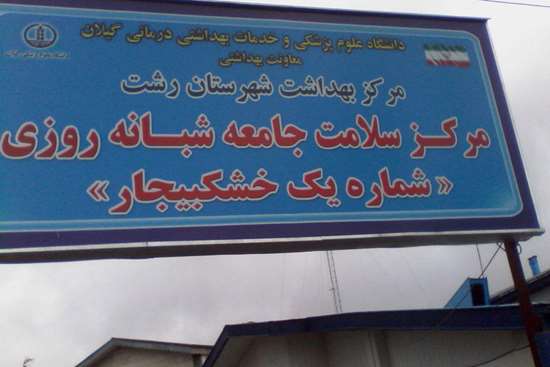 دانشگاه علوم پزشکی و خدمات بهداشتی درمانی گیلان
معاونت بهداشتی
مرکز بهداشت شهرستان رشت
مرکز سلامت جامعه شبانه روزی
«شماره یک خشکبیجار»